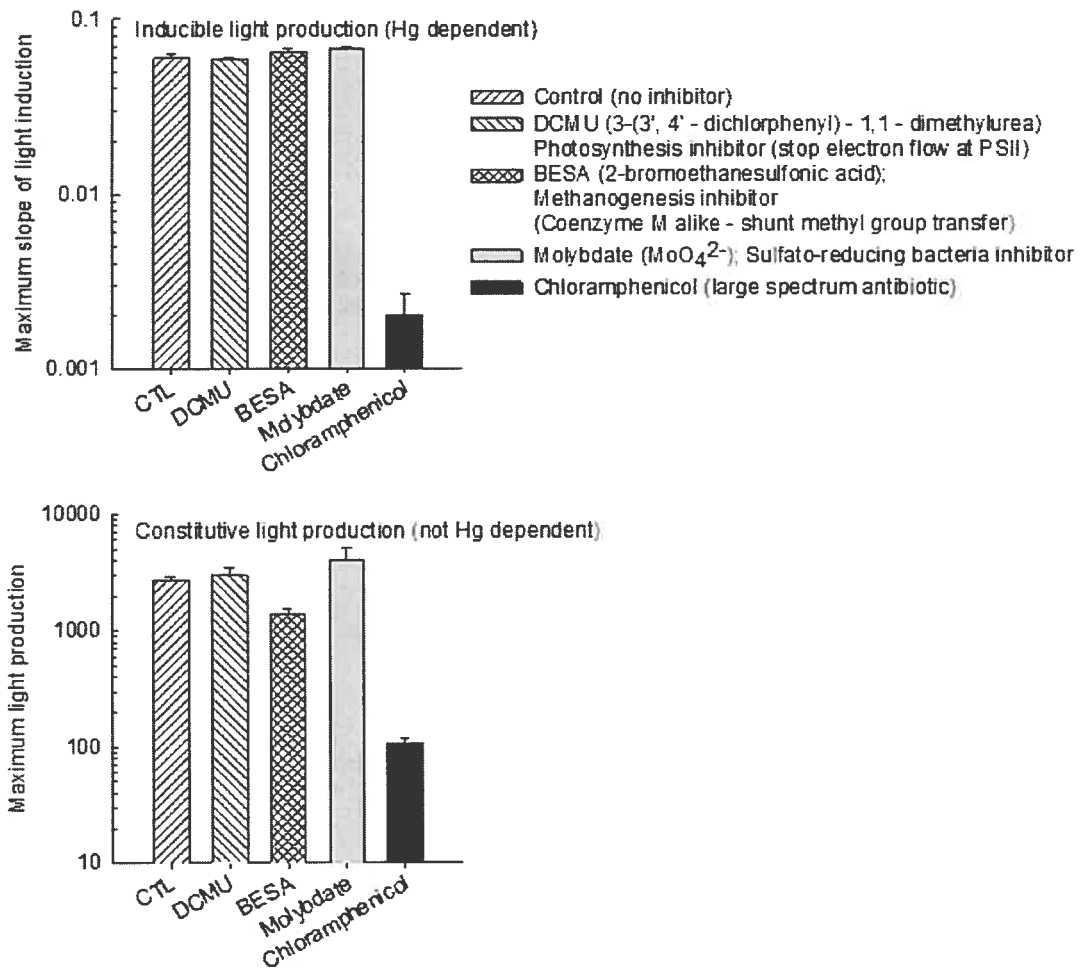 Inducible light production (Hg dependent)
0.1
0.01
0.001
Maximum slope of light induction
CTL
DCMU
BESA
Molybdate
Chloramphenicol
Control (no inhibitor)
DCMU (3-(3', 4' - dichlorphenyl) - 1,1 - dimethylurea)
Photosynthesis inhibitor (stop electron flow at PSII)
BESA (2-bromoethanesulfonic acid);
Methanogenesis inhibitor
(Coenzyme M alike - shunt methyl group transfer)
Molybdate (MoO₄²⁻); Sulfato-reducing bacteria inhibitor
Chloramphenicol (large spectrum antibiotic)
Constitutive light production (not Hg dependent)
10000
1000
100
10
Maximum light production
CTL
DCMU
BESA
Molybdate
Chloramphenicol